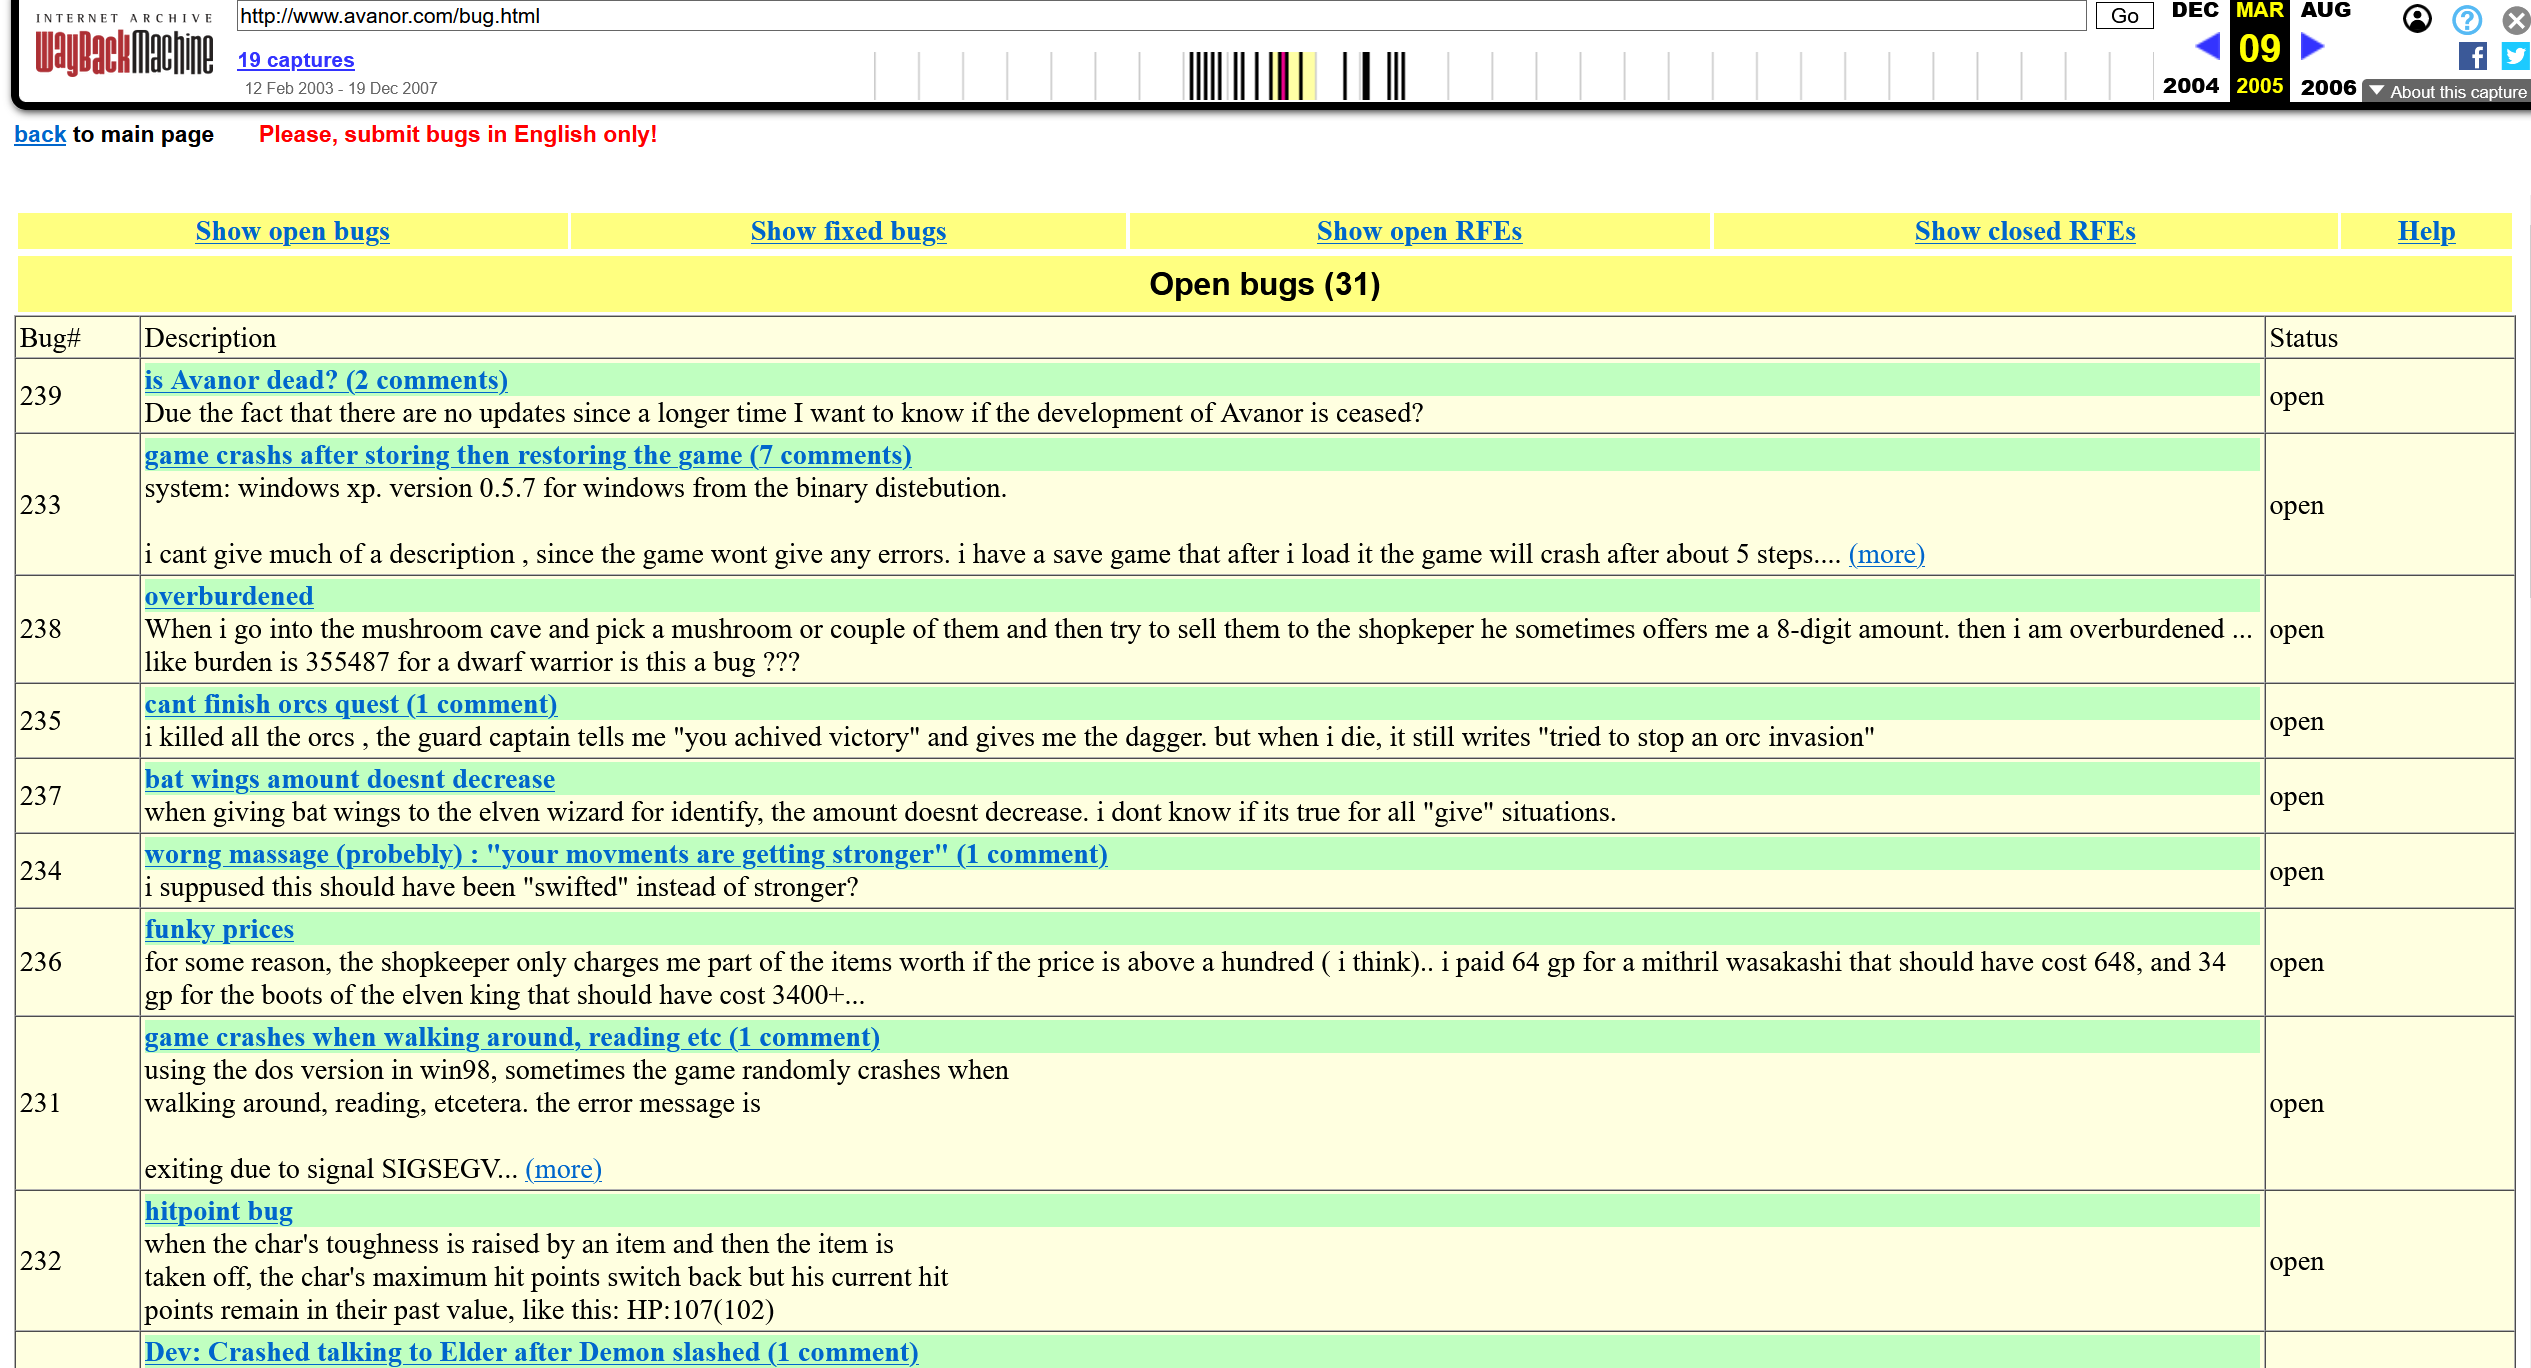 INTERNET ARCHIVE
WayBackMachine
http://www.avanor.com/bug.html
Go
19 captures
12 Feb 2003 - 19 Dec 2007
DEC MAR AUG
09
2004 2005 2006
f
About this capture
back to main page Please, submit bugs in English only!
Show open bugs Show fixed bugs Show open RFEs Show closed RFEs Help
Open bugs (31)
Bug# Description Status
239 is Avanor dead? (2 comments) open
Due the fact that there are no updates since a longer time I want to know if the development of Avanor is ceased?
233 game crashs after storing then restoring the game (7 comments) open
system: windows xp. version 0.5.7 for windows from the binary distebution.
i cant give much of a description , since the game wont give any errors. i have a save game that after i load it the game will crash after about 5 steps.... (more)
238 overburdened open
When i go into the mushroom cave and pick a mushroom or couple of them and then try to sell them to the shopkeper he sometimes offers me a 8-digit amount. then i am overburdened ...
like burden is 355487 for a dwarf warrior is this a bug ???
235 cant finish orcs quest (1 comment) open
i killed all the orcs , the guard captain tells me "you achived victory" and gives me the dagger. but when i die, it still writes "tried to stop an orc invasion"
237 bat wings amount doesnt decrease open
when giving bat wings to the elven wizard for identify, the amount doesnt decrease. i dont know if its true for all "give" situations.
234 worng massage (probebly) : "your movments are getting stronger" (1 comment) open
i suppused this should have been "swifted" instead of stronger?
236 funky prices open
for some reason, the shopkeeper only charges me part of the items worth if the price is above a hundred ( i think).. i paid 64 gp for a mithril wasakashi that should have cost 648, and 34
gp for the boots of the elven king that should have cost 3400+...
231 game crashes when walking around, reading etc (1 comment) open
using the dos version in win98, sometimes the game randomly crashes when
walking around, reading, etcetera. the error message is
exiting due to signal SIGSEGV... (more)
232 hitpoint bug open
when the char's toughness is raised by an item and then the item is
taken off, the char's maximum hit points switch back but his current hit
points remain in their past value, like this: HP:107(102)
Dev: Crashed talking to Elder after Demon slashed (1 comment)